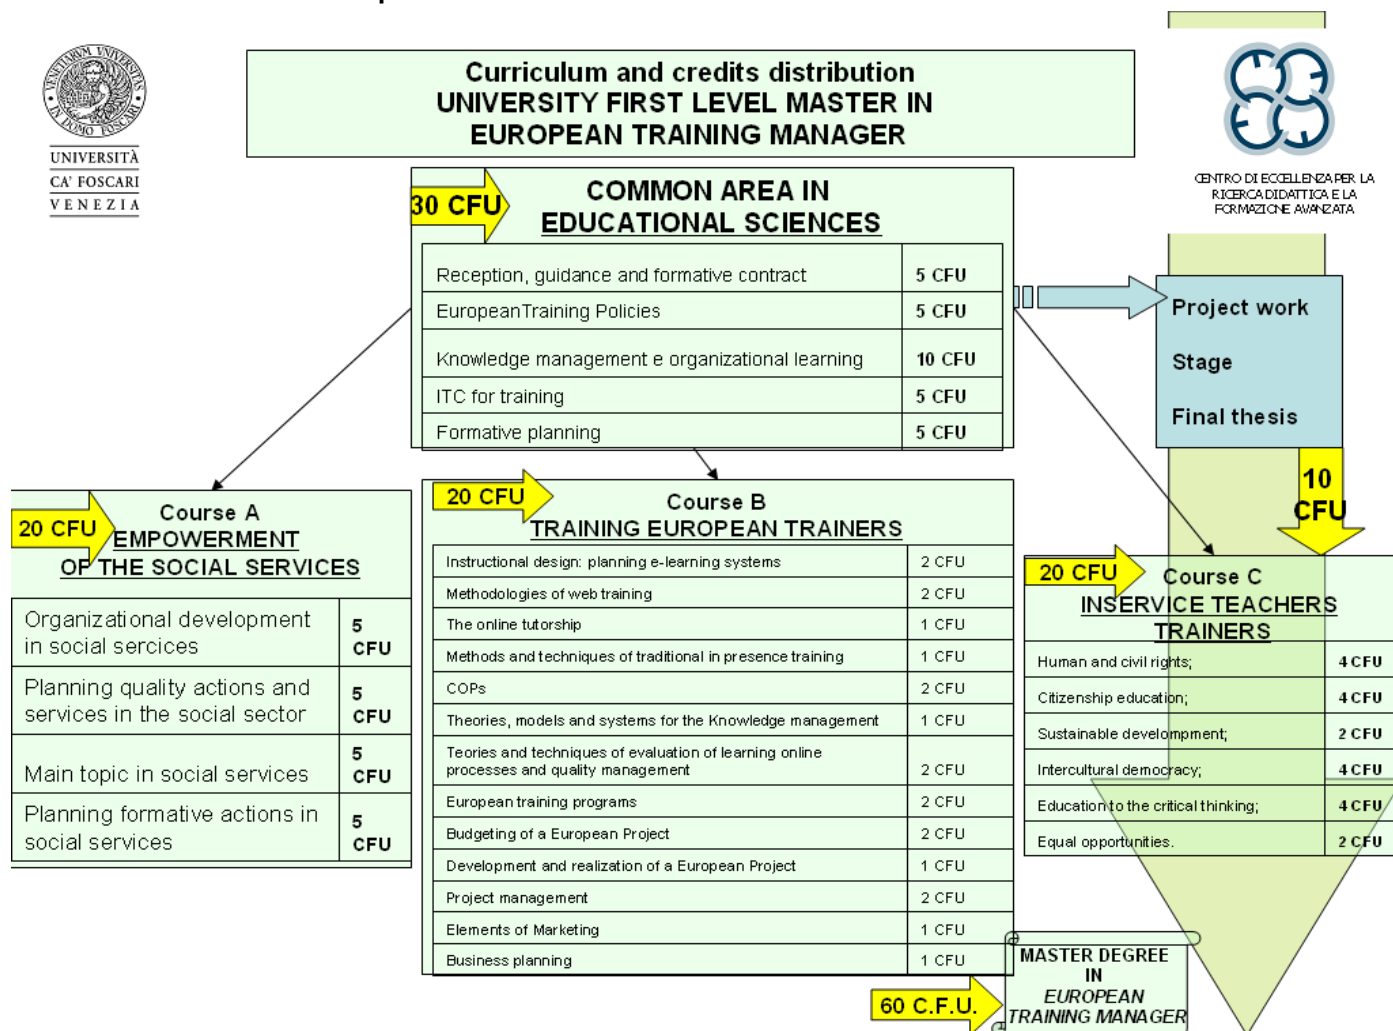 Curriculum and credits distribution
UNIVERSITY FIRST LEVEL MASTER IN
EUROPEAN TRAINING MANAGER
VENETIARUM UNIVERSITAS
IN DOMO FOSCARI
UNIVERSITÀ
CA' FOSCARI
VENEZIA
CENTRO DI ECCELLENZA PER LA
RICERCA DIDATTICA E LA
FORMAZIONE AVANZATA
30 CFU
COMMON AREA IN
EDUCATIONAL SCIENCES
Reception, guidance and formative contract 5 CFU
EuropeanTraining Policies 5 CFU
Knowledge management e organizational learning 10 CFU
ITC for training 5 CFU
Formative planning 5 CFU
Project work
Stage
Final thesis
10
CFU
20 CFU
Course A
EMPOWERMENT
OF THE SOCIAL SERVICES
Organizational development
in social sercices
5
CFU
Planning quality actions and
services in the social sector
5
CFU
Main topic in social services
5
CFU
Planning formative actions in
social services
5
CFU
20 CFU
Course B
TRAINING EUROPEAN TRAINERS
Instructional design: planning e-learning systems 2 CFU
Methodologies of web training 2 CFU
The online tutorship 1 CFU
Methods and techniques of traditional in presence training 1 CFU
COPs 2 CFU
Theories, models and systems for the Knowledge management 1 CFU
Teories and techniques of evaluation of learning online
processes and quality management 2 CFU
European training programs 2 CFU
Budgeting of a European Project 2 CFU
Development and realization of a European Project 1 CFU
Project management 2 CFU
Elements of Marketing 1 CFU
Business planning 1 CFU
20 CFU
Course C
INSERVICE TEACHERS
TRAINERS
Human and civil rights; 4 CFU
Citizenship education; 4 CFU
Sustainable develompment; 2 CFU
Intercultural democracy; 4 CFU
Education to the critical thinking; 4 CFU
Equal opportunities. 2 CFU
60 C.F.U.
MASTER DEGREE
IN
EUROPEAN
TRAINING MANAGER